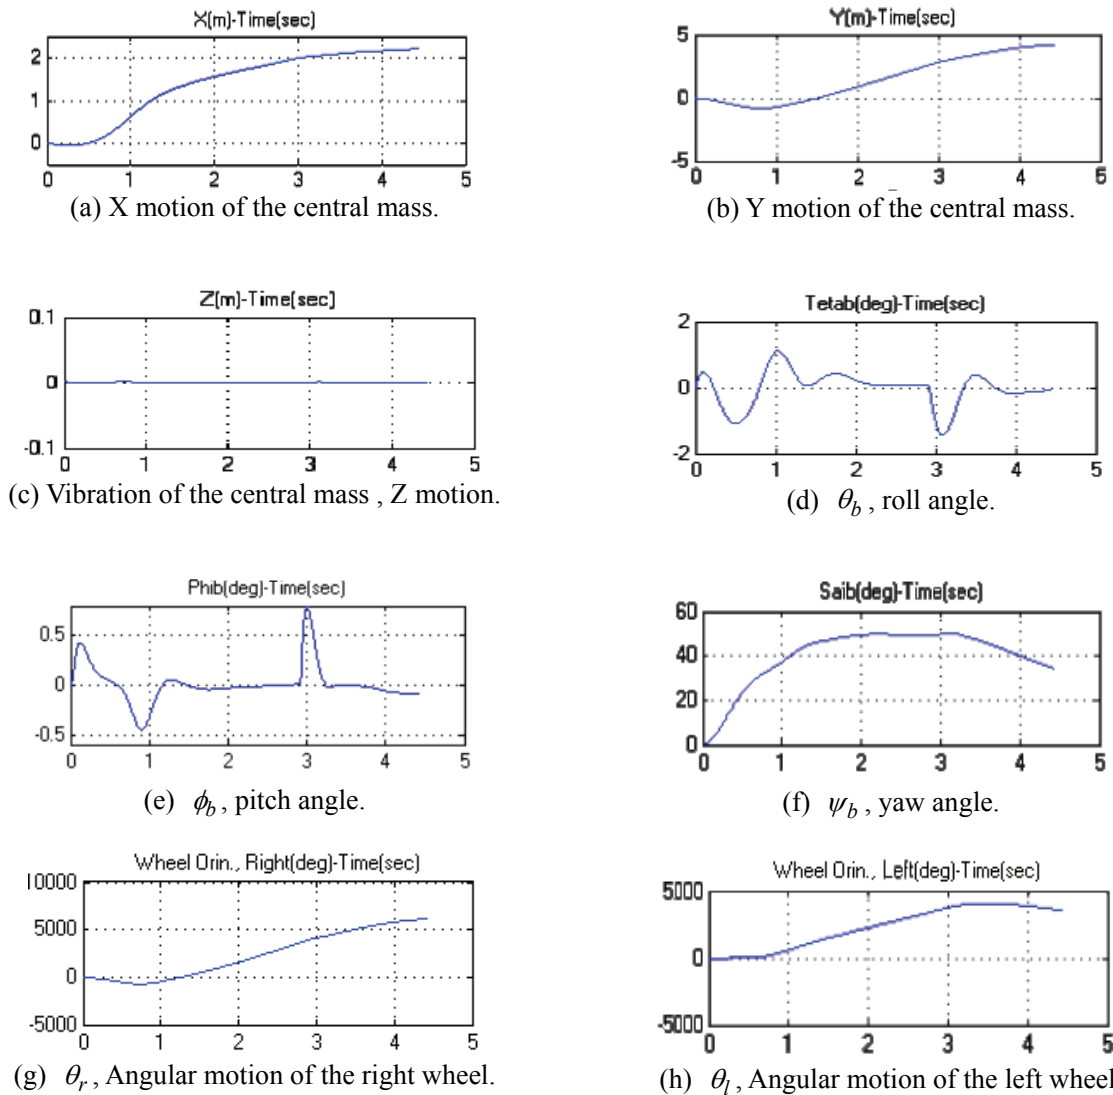 X(m)-Time(sec)
2
1
0
0 1 2 3 4 5
(a) X motion of the central mass.
Y(m)-Time(sec)
5
0
-5
0 1 2 3 4 5
(b) Y motion of the central mass.
Z(m)-Time(sec)
0.1
0
-0.1
0 1 2 3 4 5
(c) Vibration of the central mass , Z motion.
Tetab(deg)-Time(sec)
2
0
-2
0 1 2 3 4 5
(d) θb , roll angle.
Phib(deg)-Time(sec)
0.5
0
-0.5
0 1 2 3 4 5
(e) ϕb , pitch angle.
Saib(deg)-Time(sec)
60
40
20
0
0 1 2 3 4 5
(f) ψb , yaw angle.
Wheel Orin., Right(deg)-Time(sec)
10000
5000
0
-5000
0 1 2 3 4 5
(g) θr , Angular motion of the right wheel.
Wheel Orin., Left(deg)-Time(sec)
5000
0
-5000
0 1 2 3 4 5
(h) θl , Angular motion of the left wheel